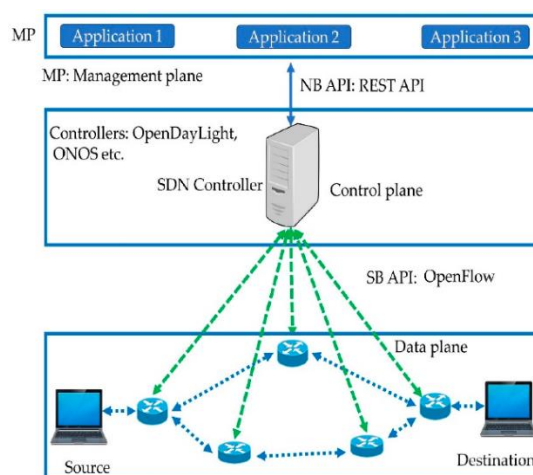 MP
Application 1
Application 2
Application 3
MP: Management plane
NB API: REST API
Controllers: OpenDayLight,
ONOS etc.
SDN Controller
Control plane
SB API: OpenFlow
Data plane
Source
Destination